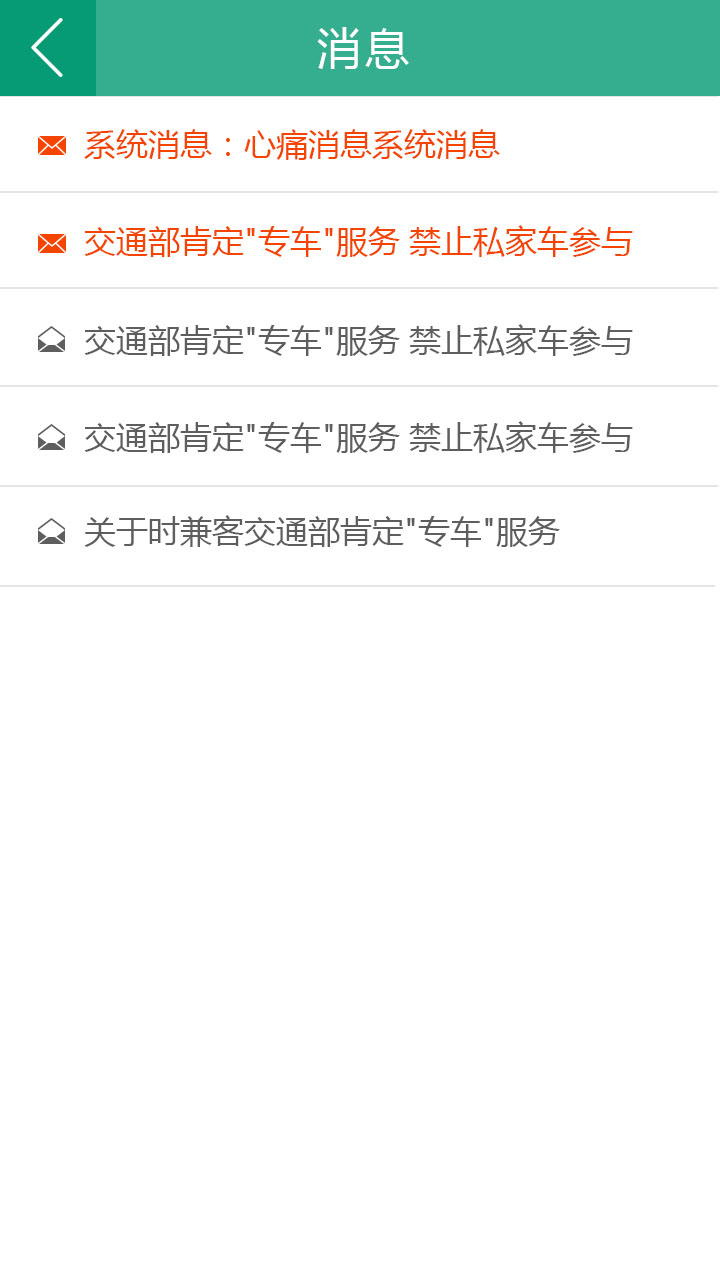 消息
系统消息：心痛消息系统消息
交通部肯定"专车"服务 禁止私家车参与
交通部肯定"专车"服务 禁止私家车参与
交通部肯定"专车"服务 禁止私家车参与
关于时兼客交通部肯定"专车"服务